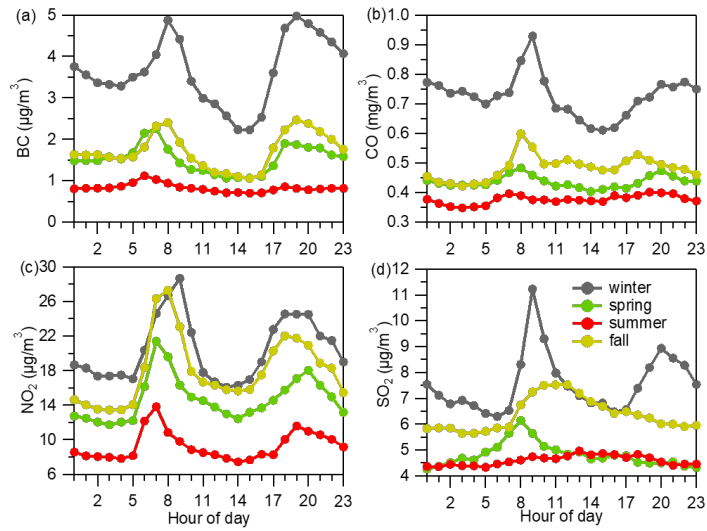 (a)
BC (µg/m³)
5
4
3
2
1
0
2 5 8 11 14 17 20 23
(b)
CO (mg/m³)
1.0
0.9
0.8
0.7
0.6
0.5
0.4
0.3
2 5 8 11 14 17 20 23
(c)
NO₂ (µg/m³)
30
26
22
18
14
10
6
2 5 8 11 14 17 20 23
Hour of day
(d)
SO₂ (µg/m³)
12
11
10
9
8
7
6
5
4
winter
spring
summer
fall
2 5 8 11 14 17 20 23
Hour of day